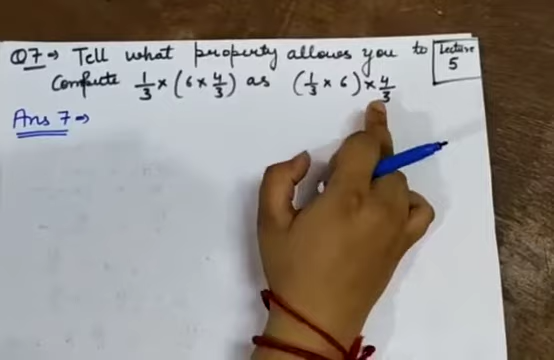 Q7⇒ Tell what property allows you to
Compute 1/3 × (6 × 4/3) as (1/3 × 6) × 4/3
Lecture
5
Ans 7⇒